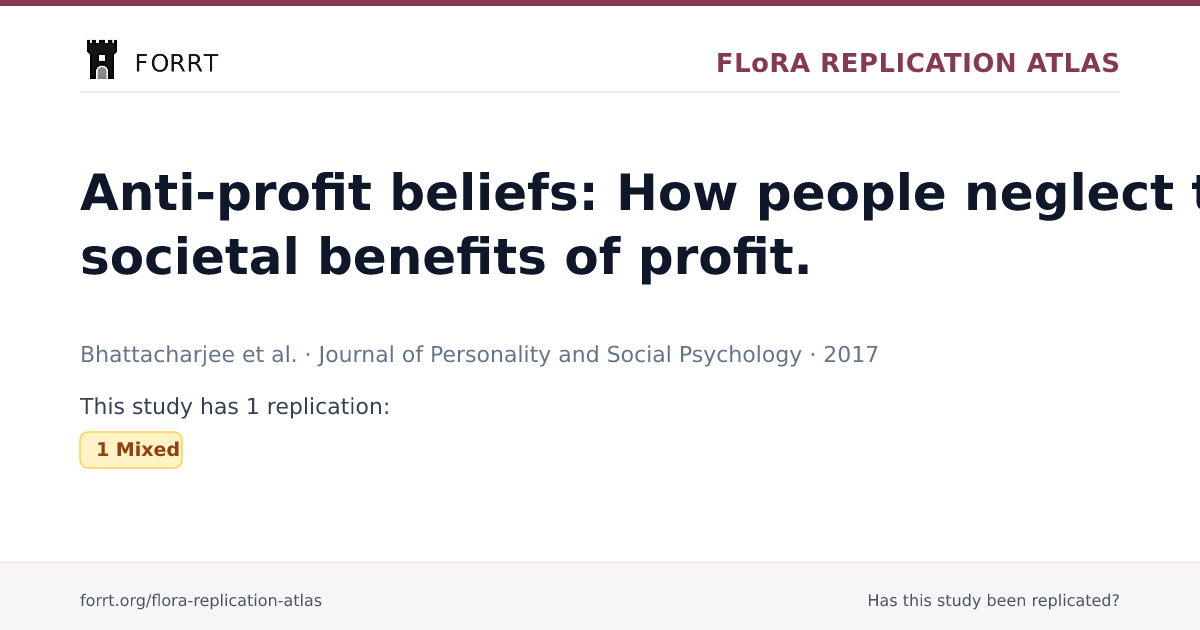 FORRT
FLoRA REPLICATION ATLAS
Anti-profit beliefs: How people neglect
societal benefits of profit.
Bhattacharjee et al. · Journal of Personality and Social Psychology · 2017
This study has 1 replication:
1 Mixed
forrt.org/flora-replication-atlas
Has this study been replicated?